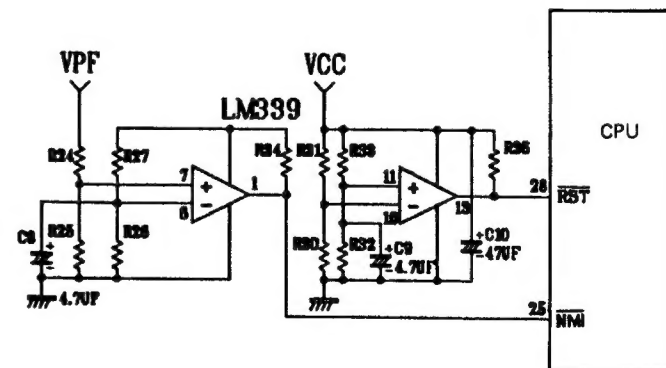 VPF
VCC
LM339
CPU
R24
R27
R34
R31
R33
R35
7
+
6
−
1
11
+
10
−
13
28
RST
C8
+
−
R25
R26
R30
R32
C9
+
−4.7UF
C10
+
−47UF
4.7UF
25
NMI